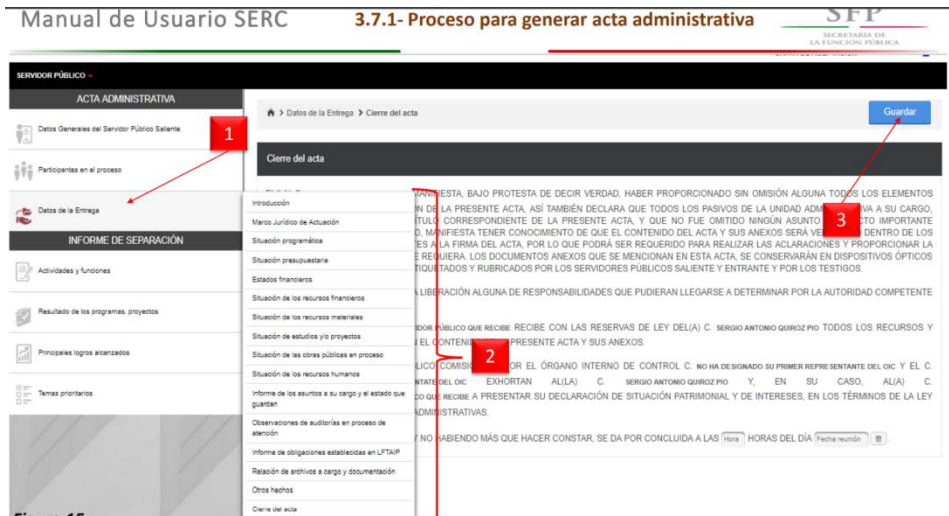 Manual de Usuario SERC
3.7.1- Proceso para generar acta administrativa
SFP
SECRETARÍA DE
LA FUNCIÓN PÚBLICA
SERVIDOR PÚBLICO
ACTA ADMINISTRATIVA
Datos Generales del Servidor Público Saliente
1
Participantes en el proceso
Datos de la Entrega
INFORME DE SEPARACIÓN
Actividades y funciones
Resultado de los programas, proyectos
Principales logros alcanzados
Temas prioritarios
Introducción
Marco Jurídico de Actuación
Situación programática
Situación presupuestaria
Estados financieros
Situación de los recursos financieros
Situación de los recursos materiales
Situación de estudios y/o proyectos
Situación de las obras públicas en proceso
Situación de los recursos humanos
Informe de los asuntos a su cargo y el estado que
guardan
Observaciones de auditorías en proceso de
atención
Informe de obligaciones establecidas en LFTAIP
Relación de archivos a cargo y documentación
Otros hechos
Cierre del acta
2
> Datos de la Entrega > Cierre del acta
Guardar
3
Cierre del acta
MANIFIESTA, BAJO PROTESTA DE DECIR VERDAD, HABER PROPORCIONADO SIN OMISIÓN ALGUNA TODOS LOS ELEMENTOS
DE LA PRESENTE ACTA, ASÍ TAMBIÉN DECLARA QUE TODOS LOS PASIVOS DE LA UNIDAD A SU CARGO,
CORRESPONDIENTE DE LA PRESENTE ACTA, Y QUE NO FUE OMITIDO NINGÚN ASUNTO IMPORTANTE
MANIFIESTA TENER CONOCIMIENTO DE QUE EL CONTENIDO DEL ACTA Y SUS ANEXOS SERÁ DENTRO DE LOS
A LA FIRMA DEL ACTA, POR LO QUE PODRÁ SER REQUERIDO PARA REALIZAR LAS ACLARACIONES Y PROPORCIONAR LA
REQUIERA. LOS DOCUMENTOS ANEXOS QUE SE MENCIONAN EN ESTA ACTA, SE CONSERVARÁN EN DISPOSITIVOS ÓPTICOS
Y RUBRICADOS POR LOS SERVIDORES PÚBLICOS SALIENTE Y ENTRANTE Y POR LOS TESTIGOS.
LIBERACIÓN ALGUNA DE RESPONSABILIDADES QUE PUDIERAN LLEGARSE A DETERMINAR POR LA AUTORIDAD COMPETENTE
PÚBLICO QUE RECIBE RECIBE CON LAS RESERVAS DE LEY DEL(A) C. SERGIO ANTONIO QUIROZ PIO TODOS LOS RECURSOS Y
EL PRESENTE ACTA Y SUS ANEXOS.
POR EL ÓRGANO INTERNO DE CONTROL C. NO HA DESIGNADO SU PRIMER REPRESENTANTE DEL OIC Y EL C.
DEL OIC EXHORTAN AL(LA) C. SERGIO ANTONIO QUIROZ PIO Y, EN SU CASO, AL(A) C.
QUE RECIBE A PRESENTAR SU DECLARACIÓN DE SITUACIÓN PATRIMONIAL Y DE INTERESES, EN LOS TÉRMINOS DE LA LEY
ADMINISTRATIVAS.
Y NO HABIENDO MÁS QUE HACER CONSTAR, SE DA POR CONCLUIDA A LAS Hora HORAS DEL DÍA Fecha reunión